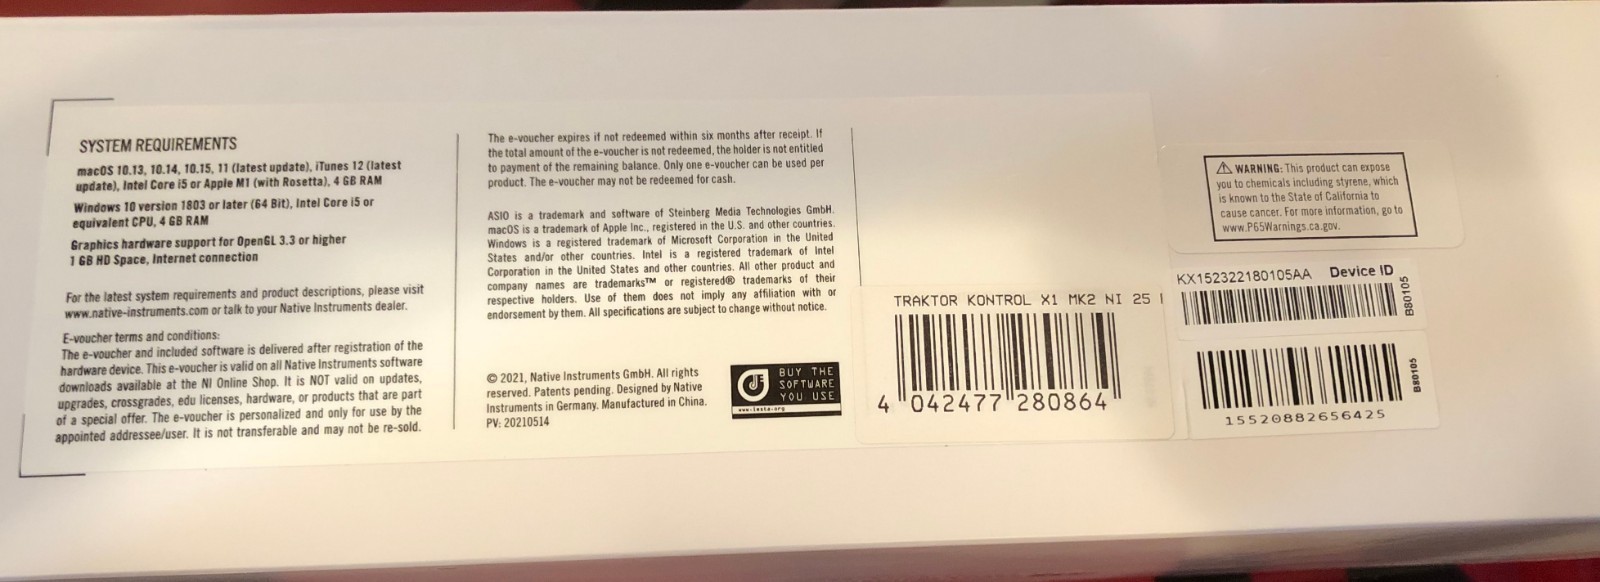 SYSTEM REQUIREMENTS
macOS 10.13, 10.14, 10.15, 11 (latest update), iTunes 12 (latest
update), Intel Core i5 or Apple M1 (with Rosetta), 4 GB RAM
Windows 10 version 1803 or later (64 Bit), Intel Core i5 or
equivalent CPU, 4 GB RAM
Graphics hardware support for OpenGL 3.3 or higher
1 GB HD Space, Internet connection
For the latest system requirements and product descriptions, please visit
www.native-instruments.com or talk to your Native Instruments dealer.
E-voucher terms and conditions:
The e-voucher and included software is delivered after registration of the
hardware device. This e-voucher is valid on all Native Instruments software
downloads available at the NI Online Shop. It is NOT valid on updates,
upgrades, crossgrades, edu licenses, hardware, or products that are part
of a special offer. The e-voucher is personalized and only for use by the
appointed addressee/user. It is not transferable and may not be re-sold.
The e-voucher expires if not redeemed within six months after receipt. If
the total amount of the e-voucher is not redeemed, the holder is not entitled
to payment of the remaining balance. Only one e-voucher can be used per
product. The e-voucher may not be redeemed for cash.
ASIO is a trademark and software of Steinberg Media Technologies GmbH.
macOS is a trademark of Apple Inc., registered in the U.S. and other countries.
Windows is a registered trademark of Microsoft Corporation in the United
States and/or other countries. Intel is a registered trademark of Intel
Corporation in the United States and other countries. All other product and
company names are trademarks™ or registered® trademarks of their
respective holders. Use of them does not imply any affiliation with or
endorsement by them. All specifications are subject to change without notice.
© 2021, Native Instruments GmbH. All rights
reserved. Patents pending. Designed by Native
Instruments in Germany. Manufactured in China.
PV: 20210514
BUY THE
SOFTWARE
YOU USE
www.iesta.org
TRAKTOR KONTROL X1 MK2 NI 25
4 042477 280864
⚠ WARNING: This product can expose
you to chemicals including styrene, which
is known to the State of California to
cause cancer. For more information, go to
www.P65Warnings.ca.gov.
KX152322180105AA Device ID
B80105
15520882656425
B80105